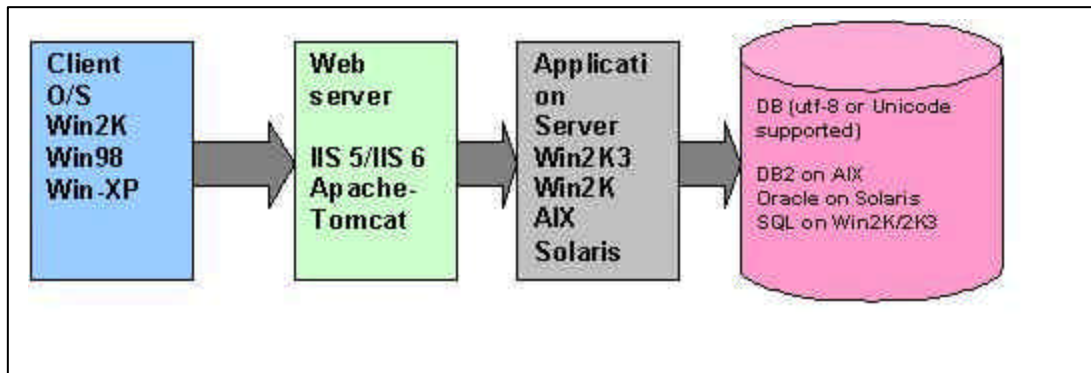 Client
O/S
Win2K
Win98
Win-XP
Web
server
IIS 5/IIS 6
Apache-
Tomcat
Applicati
on
Server
Win2K3
Win2K
AIX
Solaris
DB (utf-8 or Unicode
supported)
DB2 on AIX
Oracle on Solaris
SQL on Win2K/2K3